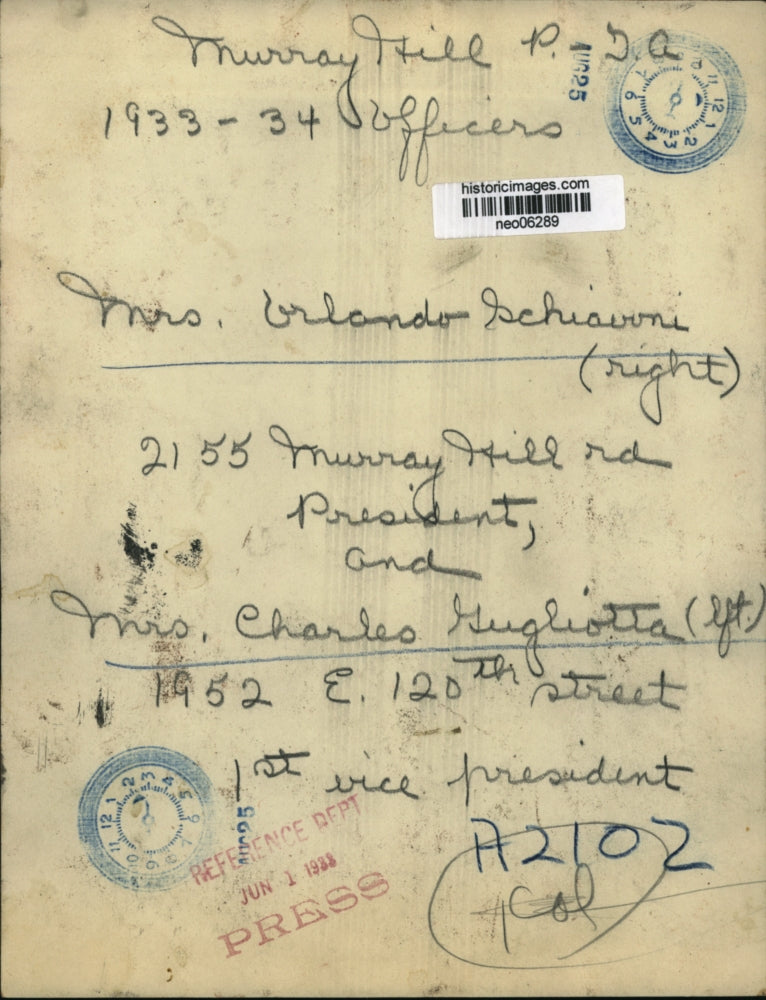 Murray Hill P. T. A
AUG25
1933 - 34 Officers
historicimages.com
neo06289
Mrs. Orlando Schiavoni
(right)
2155 Murray Hill rd
President,
and
Mrs. Charles Gugliotta (lft.)
1952 E. 120th street
1st vice president
AUG25
REFERENCE DEPT
JUN 1 1938
PRESS
A2102
1 Col